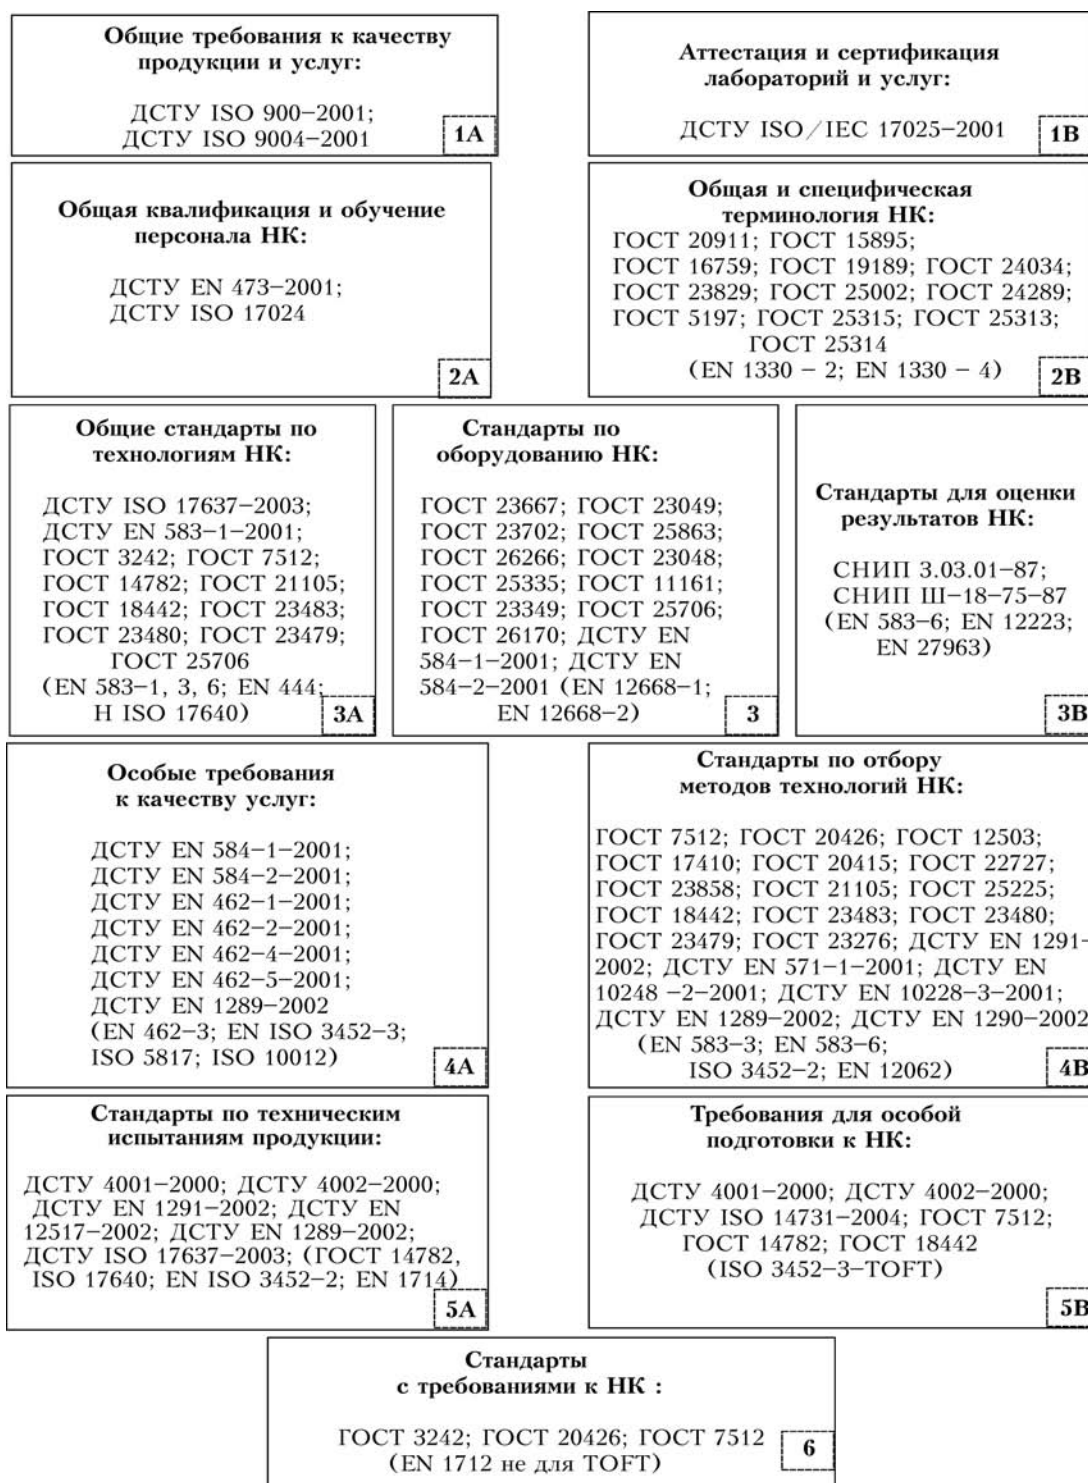 Общие требования к качеству
продукции и услуг:
ДСТУ ISO 900–2001;
ДСТУ ISO 9004–2001
1А
Аттестация и сертификация
лабораторий и услуг:
ДСТУ ISO/IEC 17025–2001
1В
Общая квалификация и обучение
персонала НК:
ДСТУ EN 473–2001;
ДСТУ ISO 17024
2А
Общая и специфическая
терминология НК:
ГОСТ 20911; ГОСТ 15895;
ГОСТ 16759; ГОСТ 19189; ГОСТ 24034;
ГОСТ 23829; ГОСТ 25002; ГОСТ 24289;
ГОСТ 5197; ГОСТ 25315; ГОСТ 25313;
ГОСТ 25314
(EN 1330 – 2; EN 1330 – 4)
2В
Общие стандарты по
технологиям НК:
ДСТУ ISO 17637–2003;
ДСТУ EN 583–1–2001;
ГОСТ 3242; ГОСТ 7512;
ГОСТ 14782; ГОСТ 21105;
ГОСТ 18442; ГОСТ 23483;
ГОСТ 23480; ГОСТ 23479;
ГОСТ 25706
(EN 583–1, 3, 6; EN 444;
Н ISO 17640)
3А
Стандарты по
оборудованию НК:
ГОСТ 23667; ГОСТ 23049;
ГОСТ 23702; ГОСТ 25863;
ГОСТ 26266; ГОСТ 23048;
ГОСТ 25335; ГОСТ 11161;
ГОСТ 23349; ГОСТ 25706;
ГОСТ 26170; ДСТУ EN
584–1–2001; ДСТУ EN
584–2–2001 (EN 12668–1;
EN 12668–2)
3
Стандарты для оценки
результатов НК:
СНИП 3.03.01–87;
СНИП Ш–18–75–87
(EN 583–6; EN 12223;
EN 27963)
3В
Особые требования
к качеству услуг:
ДСТУ EN 584–1–2001;
ДСТУ EN 584–2–2001;
ДСТУ EN 462–1–2001;
ДСТУ EN 462–2–2001;
ДСТУ EN 462–4–2001;
ДСТУ EN 462–5–2001;
ДСТУ EN 1289–2002
(EN 462–3; EN ISO 3452–3;
ISO 5817; ISO 10012)
4А
Стандарты по отбору
методов технологий НК:
ГОСТ 7512; ГОСТ 20426; ГОСТ 12503;
ГОСТ 17410; ГОСТ 20415; ГОСТ 22727;
ГОСТ 23858; ГОСТ 21105; ГОСТ 25225;
ГОСТ 18442; ГОСТ 23483; ГОСТ 23480;
ГОСТ 23479; ГОСТ 23276; ДСТУ EN 1291–
2002; ДСТУ EN 571–1–2001; ДСТУ EN
10248 –2–2001; ДСТУ EN 10228–3–2001;
ДСТУ EN 1289–2002; ДСТУ EN 1290–2002
(EN 583–3; EN 583–6;
ISO 3452–2; EN 12062)
4В
Стандарты по техническим
испытаниям продукции:
ДСТУ 4001–2000; ДСТУ 4002–2000;
ДСТУ EN 1291–2002; ДСТУ EN
12517–2002; ДСТУ EN 1289–2002;
ДСТУ ISO 17637–2003; (ГОСТ 14782,
ISO 17640; EN ISO 3452–2; EN 1714)
5А
Требования для особой
подготовки к НК:
ДСТУ 4001–2000; ДСТУ 4002–2000;
ДСТУ ISO 14731–2004; ГОСТ 7512;
ГОСТ 14782; ГОСТ 18442
(ISO 3452–3–TOFT)
5В
Стандарты
с требованиями к НК :
ГОСТ 3242; ГОСТ 20426; ГОСТ 7512
(EN 1712 не для TOFT)
6